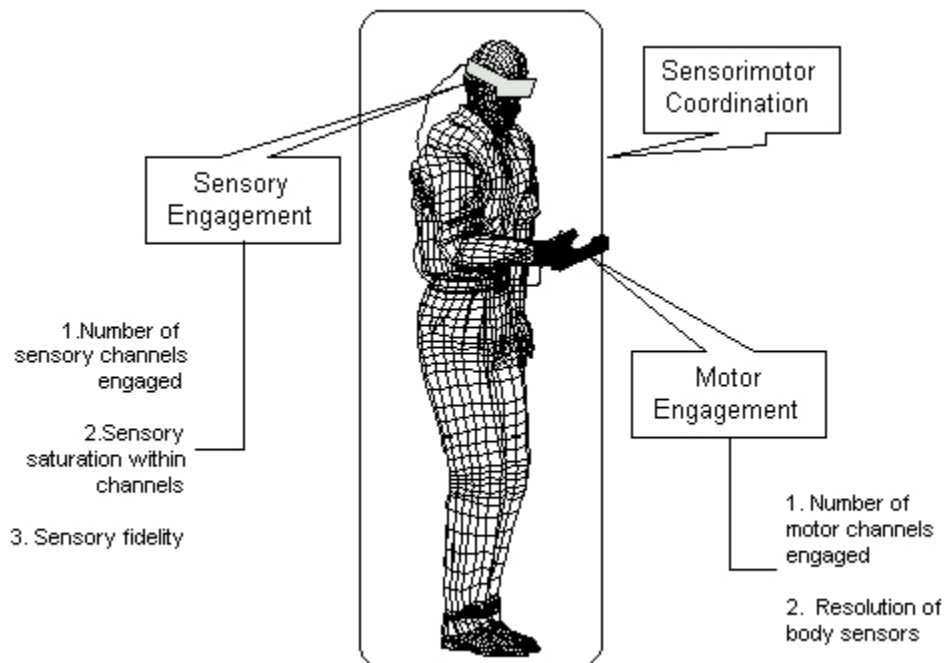 Sensorimotor
Coordination
Sensory
Engagement
1.Number of
sensory channels
engaged
2.Sensory
saturation within
channels
3. Sensory fidelity
Motor
Engagement
1. Number of
motor channels
engaged
2. Resolution of
body sensors